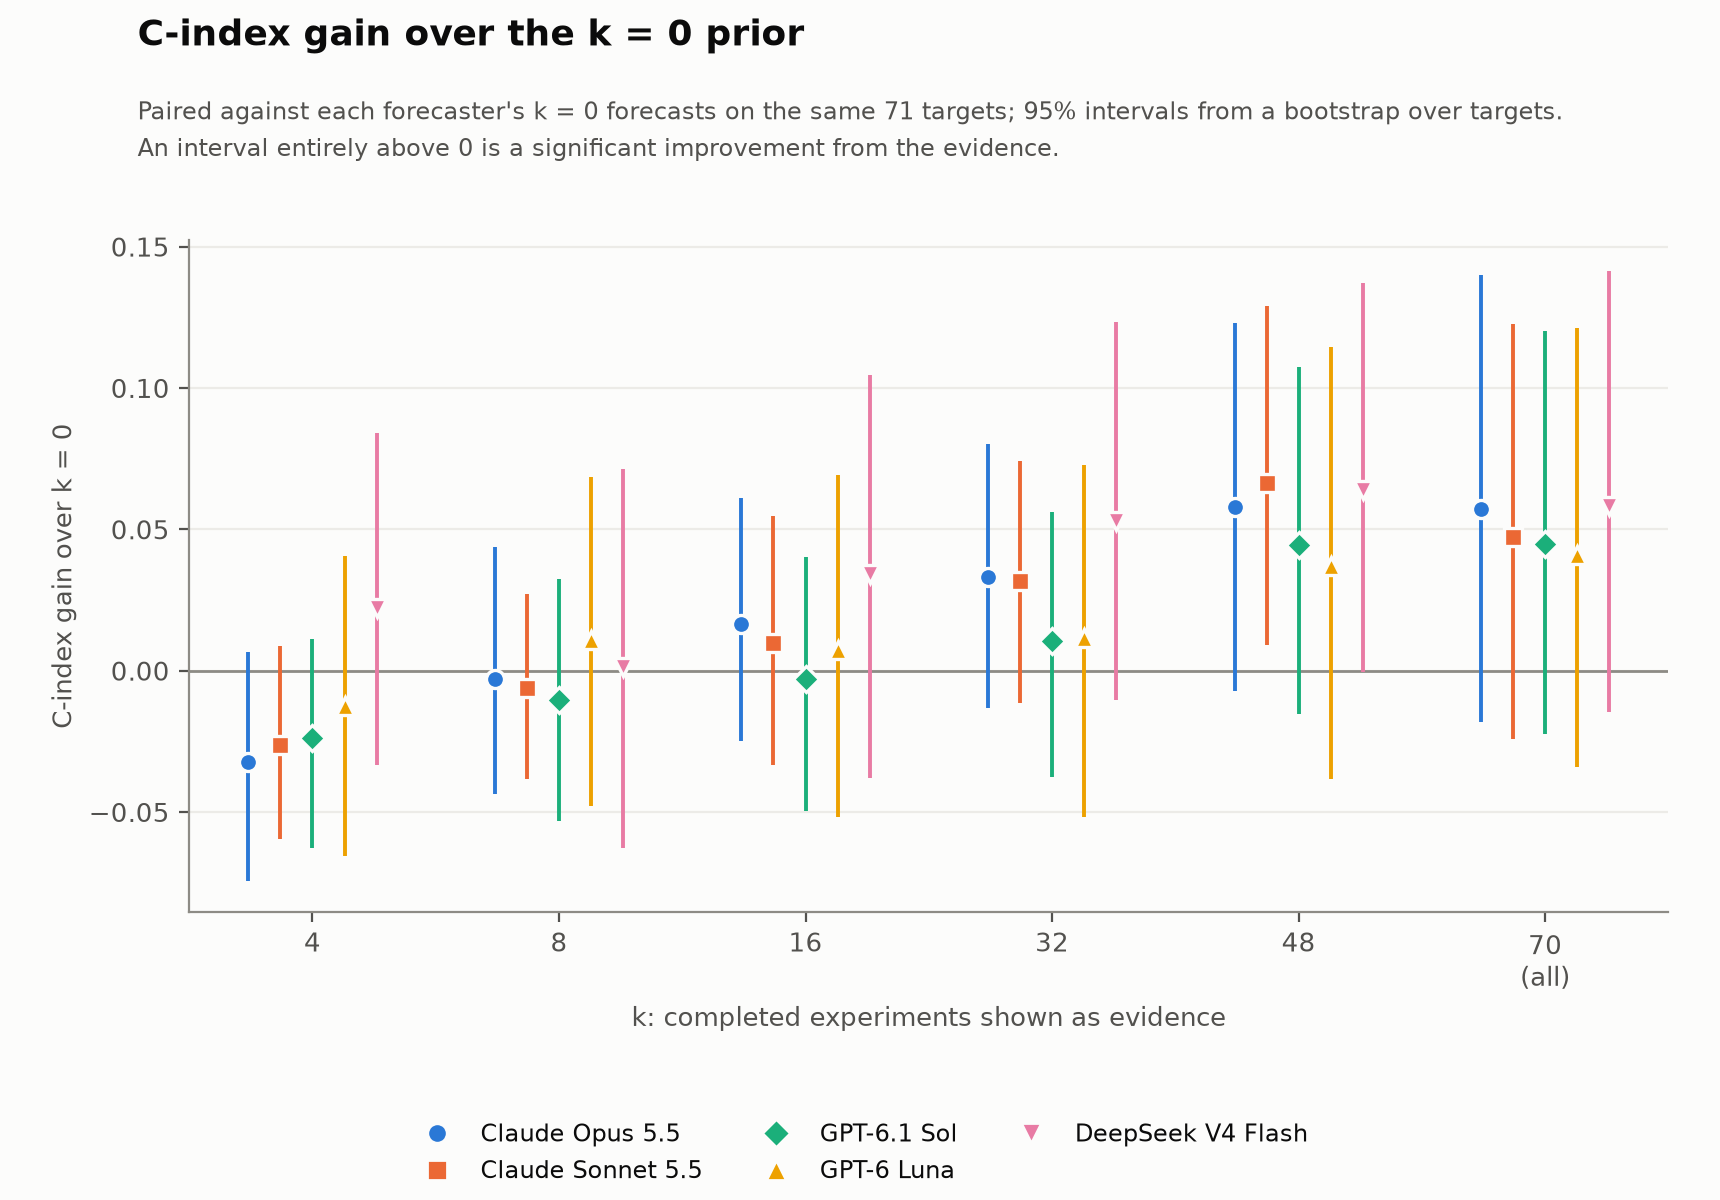 C-index gain over the k = 0 prior
Paired against each forecaster's k = 0 forecasts on the same 71 targets; 95% intervals from a bootstrap over targets.
An interval entirely above 0 is a significant improvement from the evidence.
C-index gain over k = 0
0.15
0.10
0.05
0.00
−0.05
4
8
16
32
48
70
(all)
k: completed experiments shown as evidence
Claude Opus 5.5
Claude Sonnet 5.5
GPT-6.1 Sol
GPT-6 Luna
DeepSeek V4 Flash